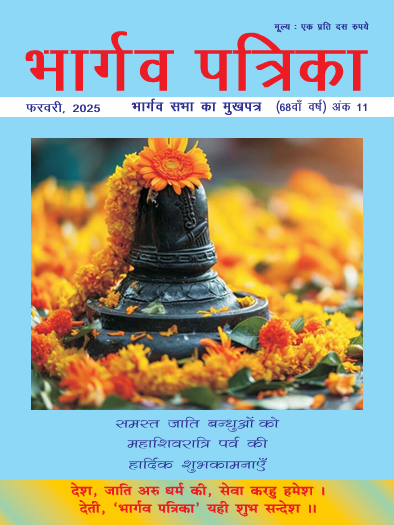 मूल्य : एक प्रति दस रुपये
भार्गव पत्रिका
फरवरी, 2025 भार्गव सभा का मुखपत्र (68वाँ वर्ष) अंक 11
समस्त जाति बन्धुओं को
महाशिवरात्रि पर्व की
हार्दिक शुभकामनाएँ
देश, जाति अरु धर्म की, सेवा करहु हमेश ।
देती, ‘भार्गव पत्रिका’ यही शुभ सन्देश ।।